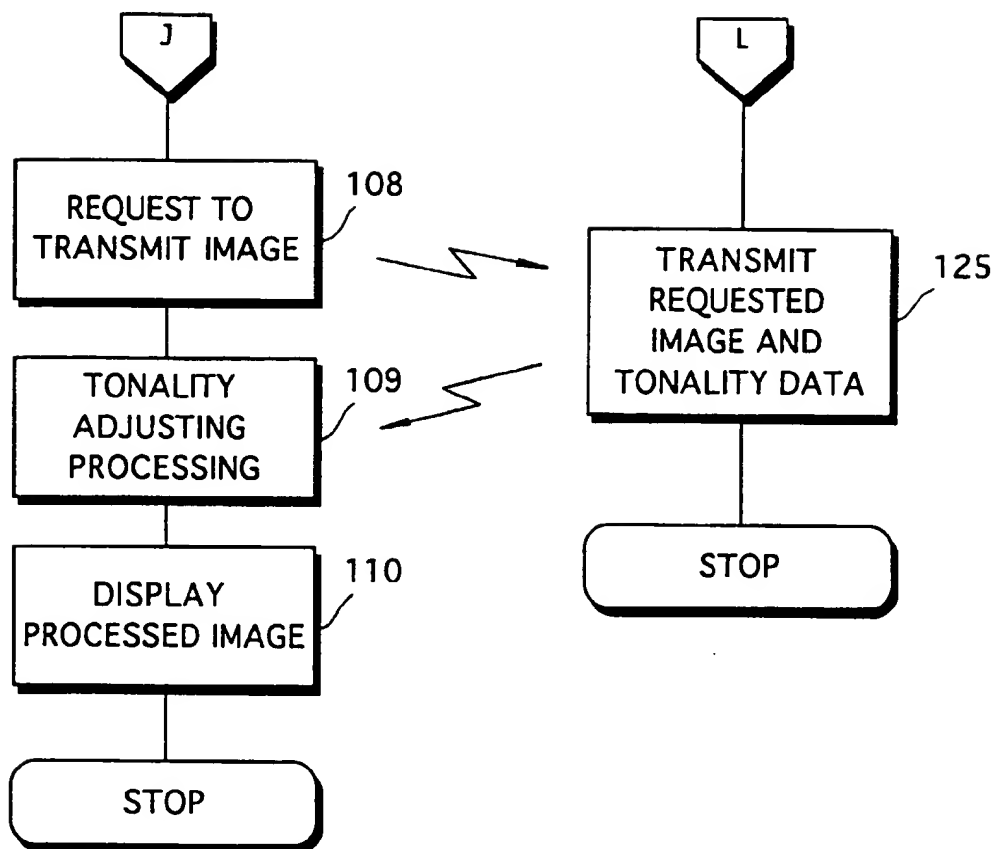 J
REQUEST TO
TRANSMIT IMAGE
108
TONALITY
ADJUSTING
PROCESSING
109
DISPLAY
PROCESSED IMAGE
110
STOP
L
TRANSMIT
REQUESTED
IMAGE AND
TONALITY DATA
125
STOP